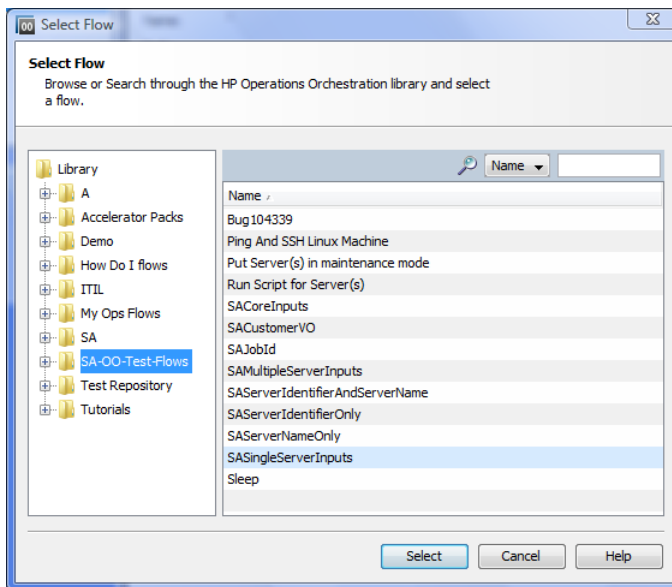 00 Select Flow
Select Flow
Browse or Search through the HP Operations Orchestration library and select
a flow.
Library
A
Accelerator Packs
Demo
How Do I flows
ITIL
My Ops Flows
SA
SA-OO-Test-Flows
Test Repository
Tutorials
Name
Name
Bug104339
Ping And SSH Linux Machine
Put Server(s) in maintenance mode
Run Script for Server(s)
SACoreInputs
SACustomerVO
SAJobId
SAMultipleServerInputs
SAServerIdentifierAndServerName
SAServerIdentifierOnly
SAServerNameOnly
SASingleServerInputs
Sleep
Select Cancel Help